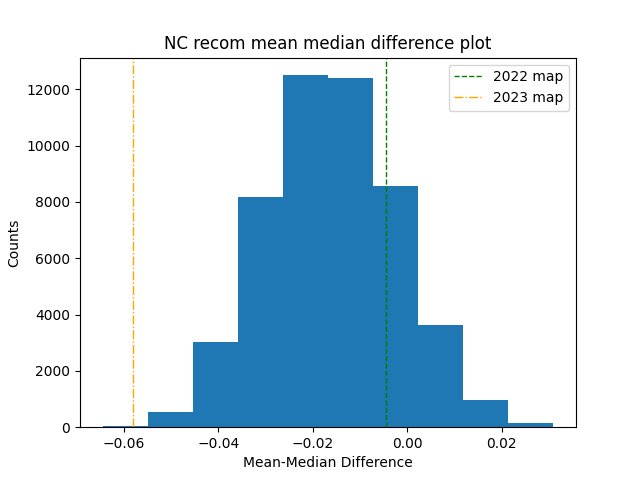 NC recom mean median difference plot
2022 map
2023 map
12000
10000
8000
6000
4000
2000
0
Counts
−0.06
−0.04
−0.02
0.00
0.02
Mean-Median Difference